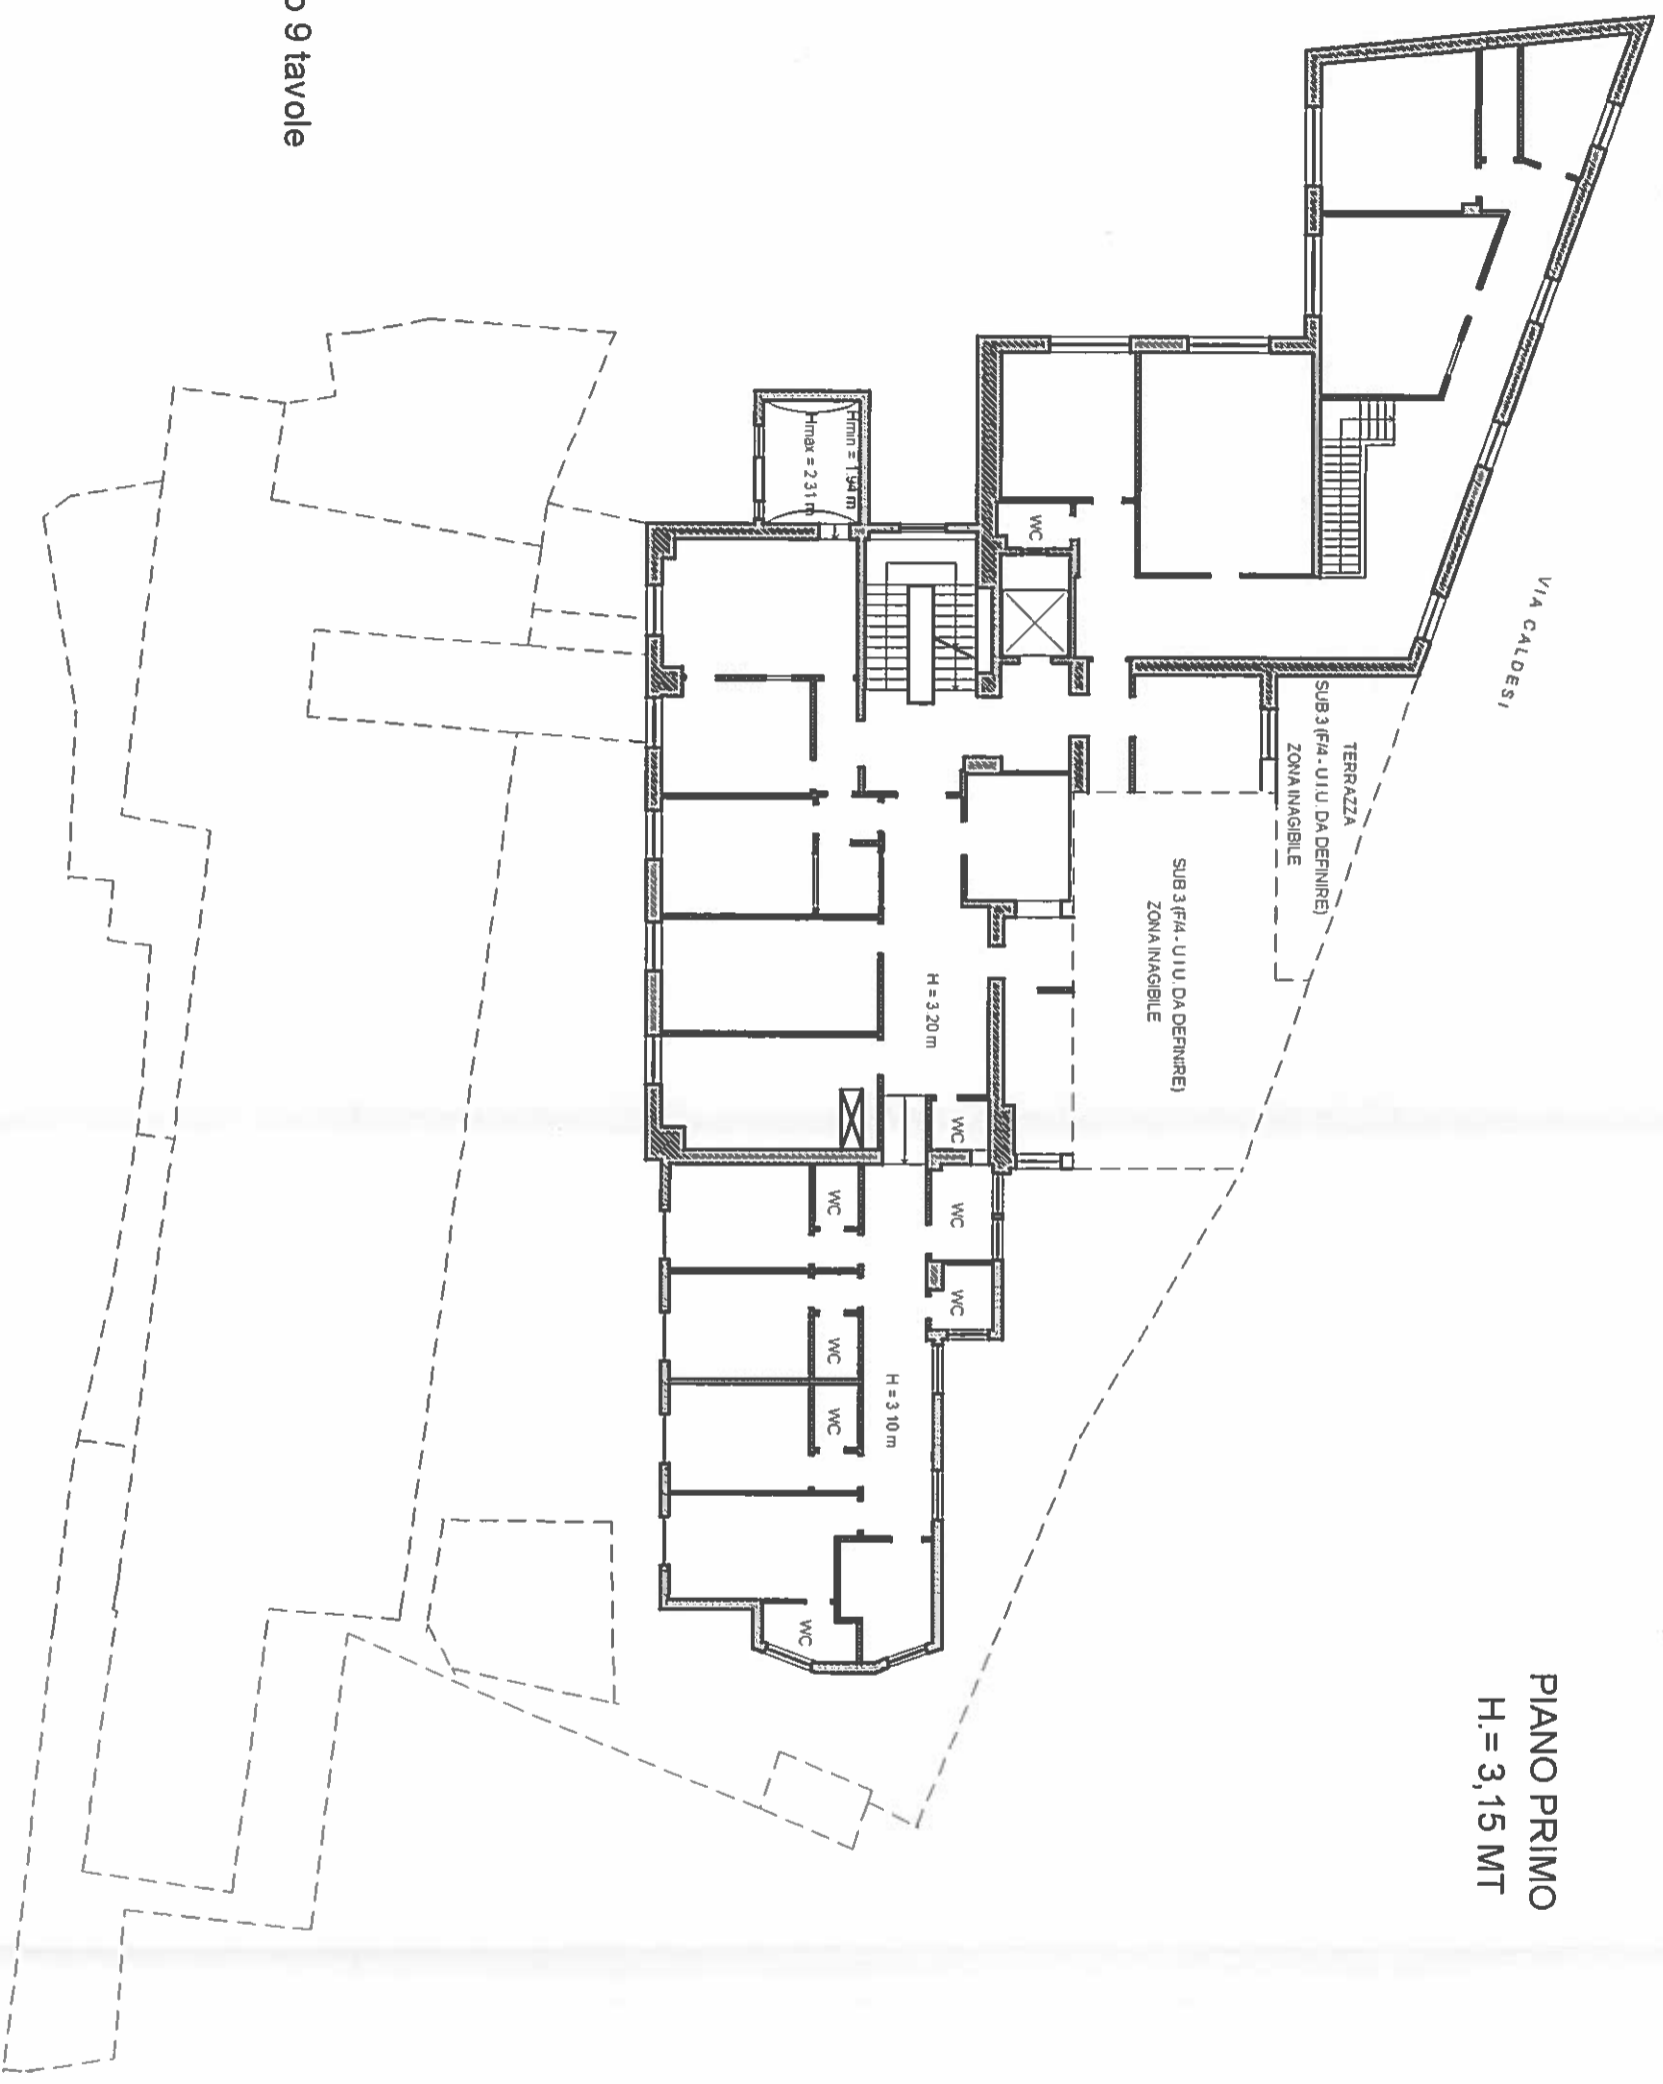 PIANO PRIMO
H.= 3,15 MT
VIA CALDESI
TERRAZZA
SUB 3 (F/4 - U.I.U. DA DEFINIRE)
ZONA INAGIBILE
SUB 3 (F/4 - U.I.U. DA DEFINIRE)
ZONA INAGIBILE
WC
Hmin = 1.94 m
Hmax = 2.31 m
H = 3.20 m
WC
WC
WC
WC
WC
WC
H = 3.10 m
WC
9 tavole